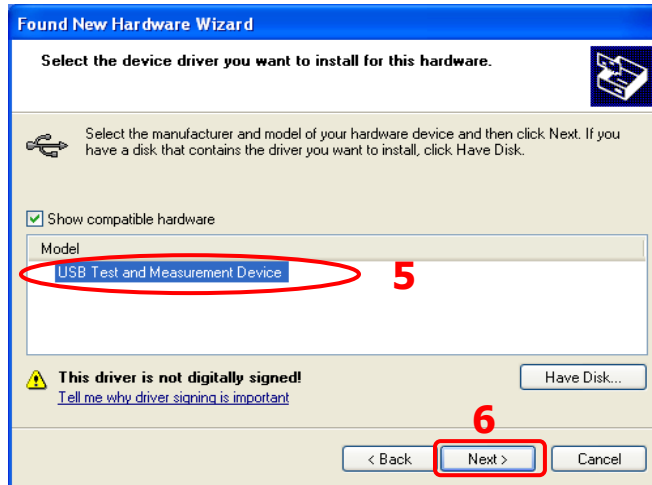 Found New Hardware Wizard
Select the device driver you want to install for this hardware.
Select the manufacturer and model of your hardware device and then click Next. If you
have a disk that contains the driver you want to install, click Have Disk.
Show compatible hardware
Model
USB Test and Measurement Device
5
This driver is not digitally signed!
Have Disk...
Tell me why driver signing is important
6
< Back
Next >
Cancel